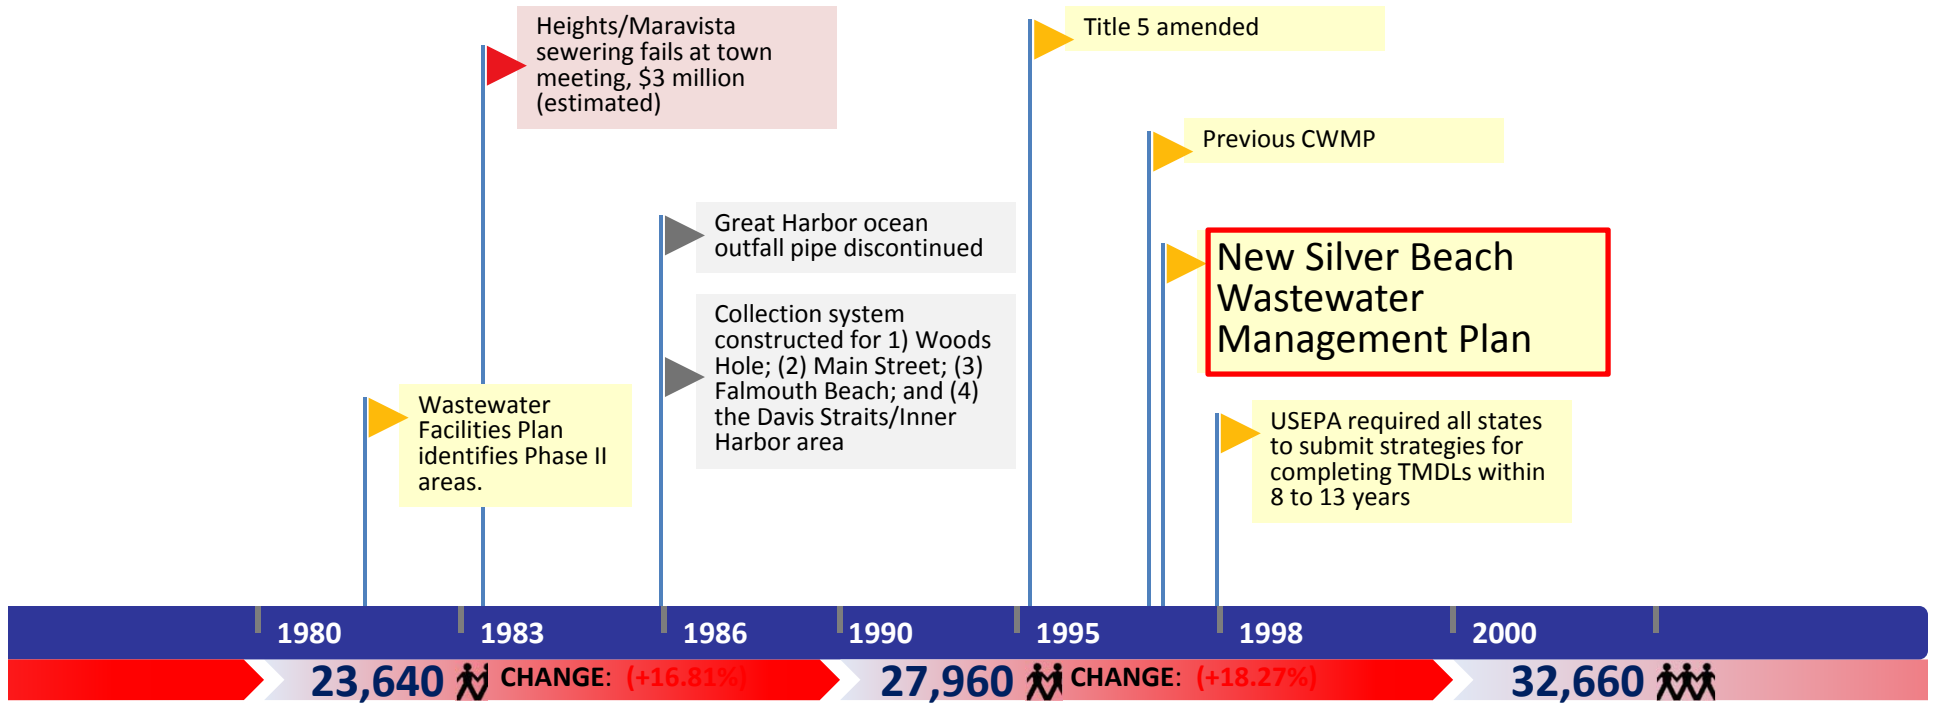 Heights/Maravista
sewering fails at town
meeting, $3 million
(estimated)
Title 5 amended
Previous CWMP
Great Harbor ocean
outfall pipe discontinued
New Silver Beach
Wastewater
Management Plan
Collection system
constructed for 1) Woods
Hole; (2) Main Street; (3)
Falmouth Beach; and (4)
the Davis Straits/Inner
Harbor area
Wastewater
Facilities Plan
identifies Phase II
areas.
USEPA required all states
to submit strategies for
completing TMDLs within
8 to 13 years
1980 1983 1986 1990 1995 1998 2000
23,640 CHANGE: (+16.81%) 27,960 CHANGE: (+18.27%) 32,660